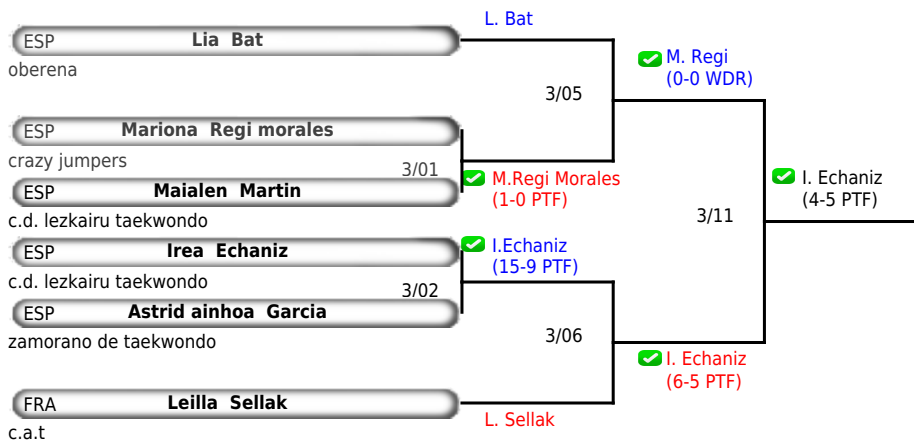 L. Bat
ESP Lia Bat
oberena
M. Regi
(0-0 WDR)
3/05
ESP Mariona Regi morales
crazy jumpers
3/01
M.Regi Morales
(1-0 PTF)
ESP Maialen Martin
c.d. lezkairu taekwondo
I. Echaniz
(4-5 PTF)
3/11
ESP Irea Echaniz
c.d. lezkairu taekwondo
I.Echaniz
(15-9 PTF)
3/02
ESP Astrid ainhoa Garcia
zamorano de taekwondo
3/06
I. Echaniz
(6-5 PTF)
FRA Leilla Sellak
c.a.t
L. Sellak